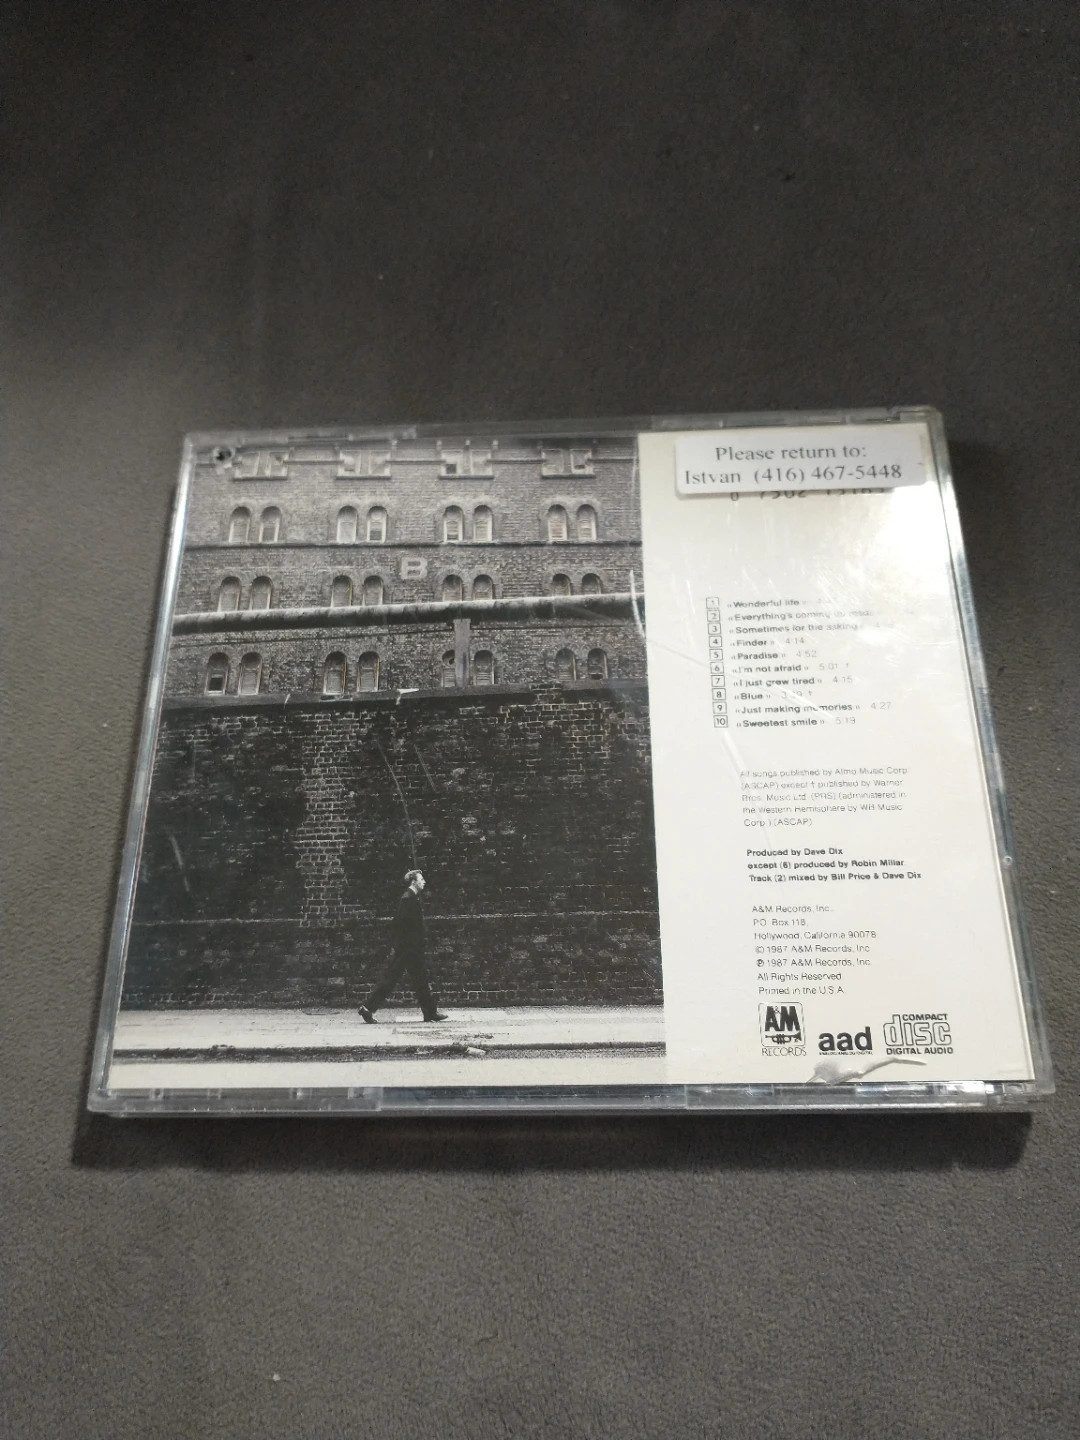 Please return to:
Istvan (416) 467-5448
B
1 «Wonderful life»
2 «Everything's coming
3 «Sometimes for the asking»
4 «Finder» 4:14
5 «Paradise» 4:52
6 «I'm not afraid» 5:01 †
7 «I just grew tired» 4:15
8 «Blue» †
9 «Just making memories» 4:27
10 «Sweetest smile» 5:19
All songs published by Almo Music Corp.
(ASCAP) except † published by Warner
Bros. Music Ltd. (PRS) (administered in
the Western Hemisphere by WB Music
Corp.) (ASCAP)
Produced by Dave Dix
except (6) produced by Robin Millar
Track (2) mixed by Bill Price & Dave Dix
A&M Records, Inc.
P.O. Box 118,
Hollywood, California 90078
© 1987 A&M Records, Inc.
℗ 1987 A&M Records, Inc.
All Rights Reserved
Printed in the U.S.A.
A&M
RECORDS
aad
ANALOG/ANALOG/DIGITAL
COMPACT
disc
DIGITAL AUDIO